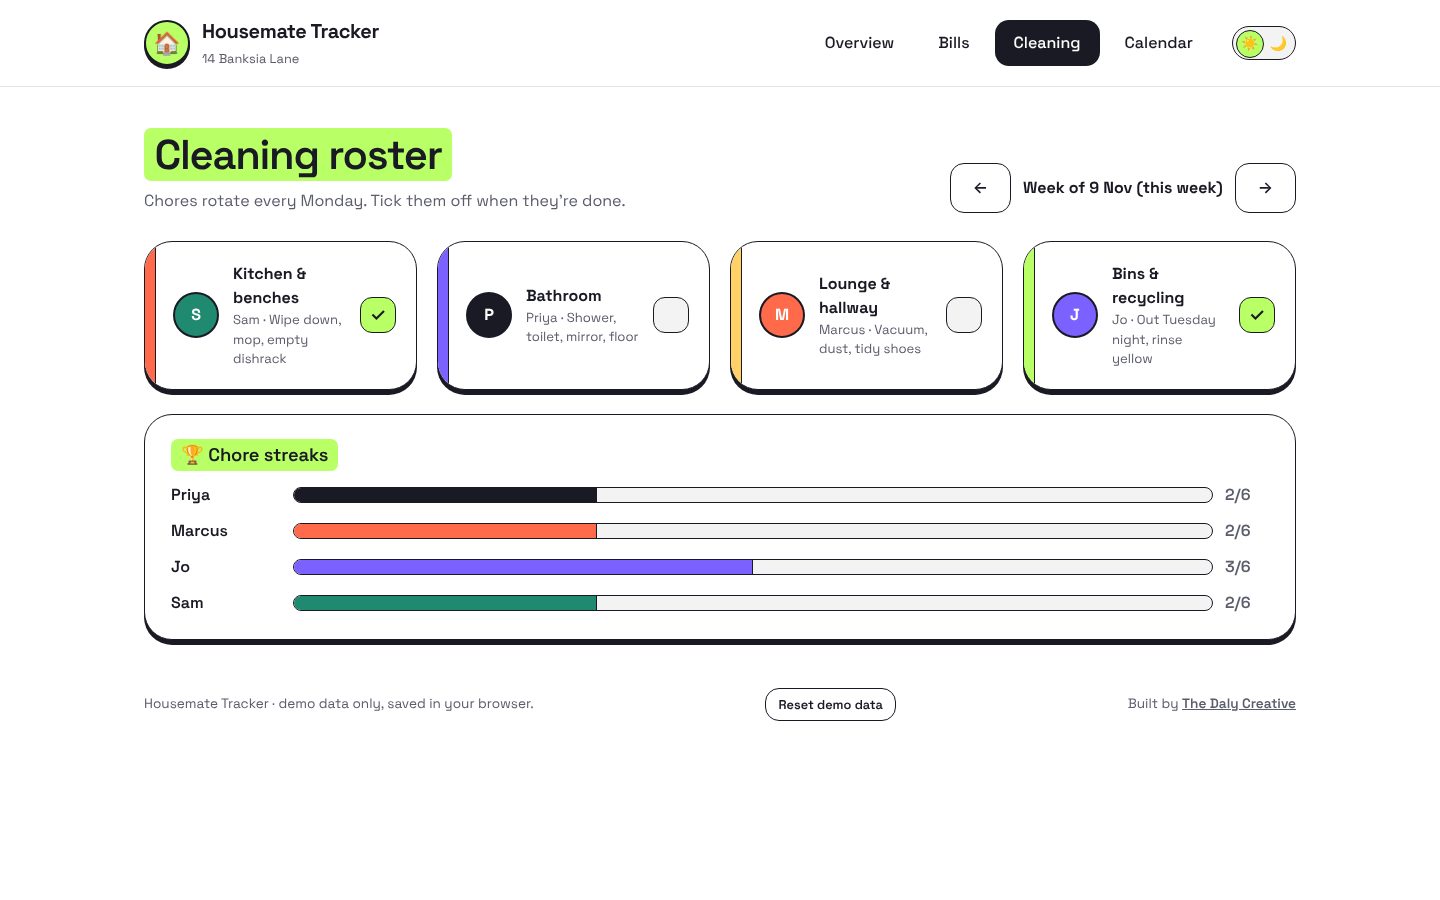 Housemate Tracker
14 Banksia Lane
Overview
Bills
Cleaning
Calendar
Cleaning roster
Chores rotate every Monday. Tick them off when they’re done.
←
Week of 9 Nov (this week)
→
S
Kitchen &
benches
Sam · Wipe down,
mop, empty
dishrack
✓
P
Bathroom
Priya · Shower,
toilet, mirror, floor
M
Lounge &
hallway
Marcus · Vacuum,
dust, tidy shoes
J
Bins &
recycling
Jo · Out Tuesday
night, rinse
yellow
✓
🏆 Chore streaks
Priya
2/6
Marcus
2/6
Jo
3/6
Sam
2/6
Housemate Tracker · demo data only, saved in your browser.
Reset demo data
Built by The Daly Creative